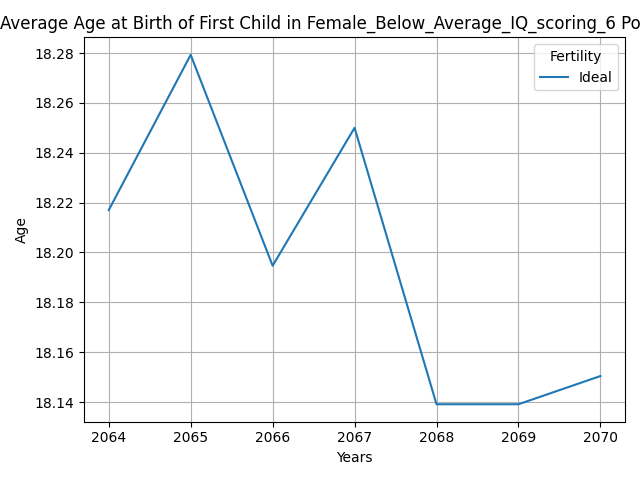 Average Age at Birth of First Child in Female_Below_Average_IQ_scoring_6 Po
Fertility
Ideal
18.28
18.26
18.24
18.22
18.20
18.18
18.16
18.14
Age
2064 2065 2066 2067 2068 2069 2070
Years